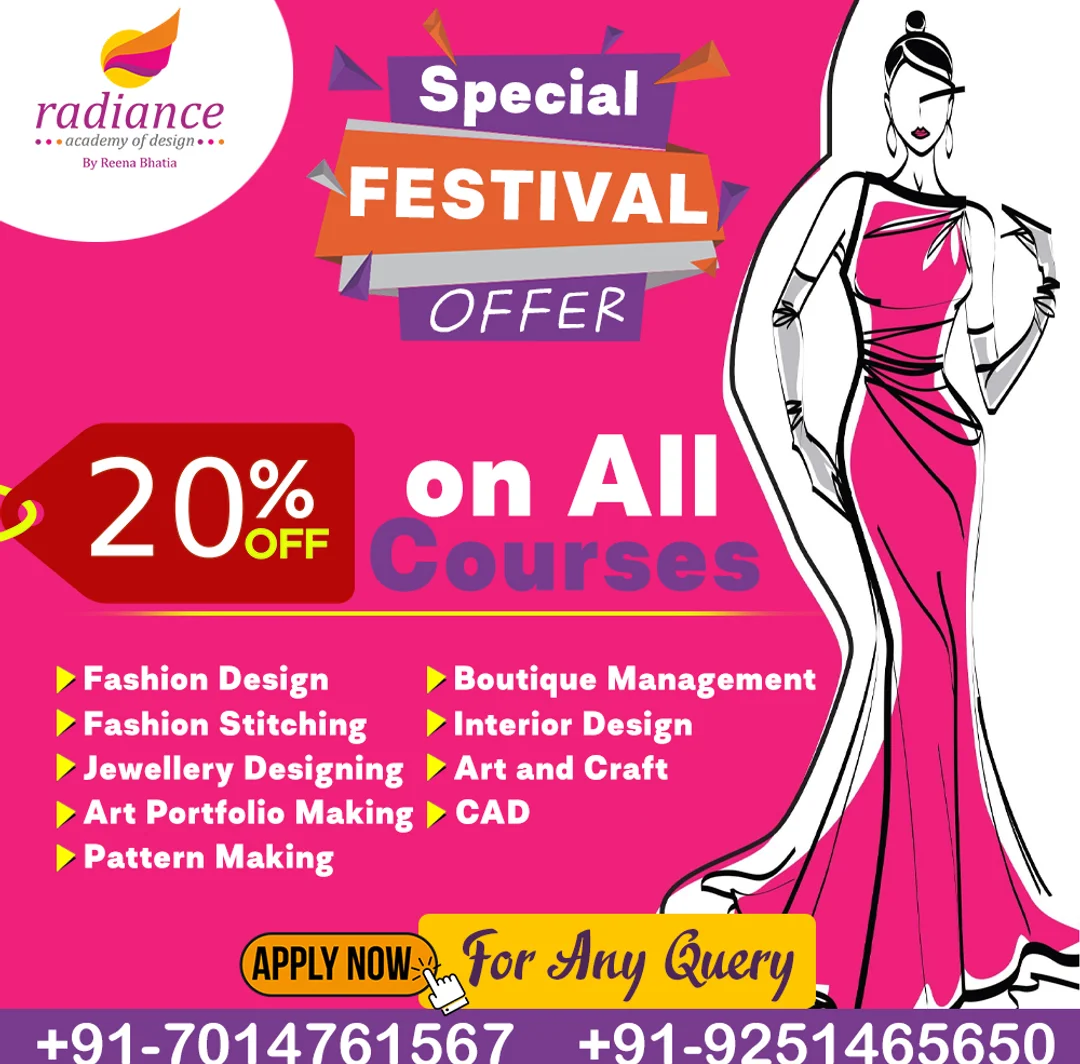 radiance
academy of design
By Reena Bhatia
Special
FESTIVAL
OFFER
20% OFF
on All
Courses
Fashion Design
Fashion Stitching
Jewellery Designing
Art Portfolio Making
Pattern Making
Boutique Management
Interior Design
Art and Craft
CAD
APPLY NOW
For Any Query
+91-7014761567 +91-9251465650